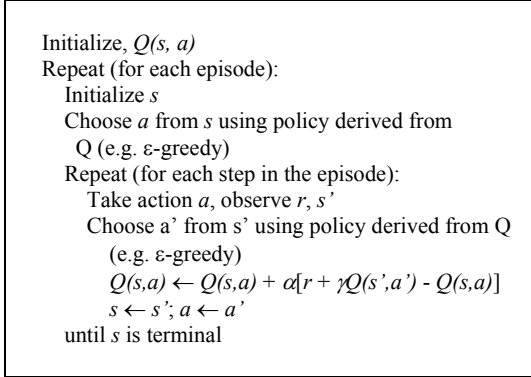 Initialize, Q(s, a)
Repeat (for each episode):
Initialize s
Choose a from s using policy derived from
Q (e.g. ε-greedy)
Repeat (for each step in the episode):
Take action a, observe r, s’
Choose a’ from s’ using policy derived from Q
(e.g. ε-greedy)
Q(s,a) ← Q(s,a) + α[r + γQ(s’,a’) - Q(s,a)]
s ← s’; a ← a’
until s is terminal